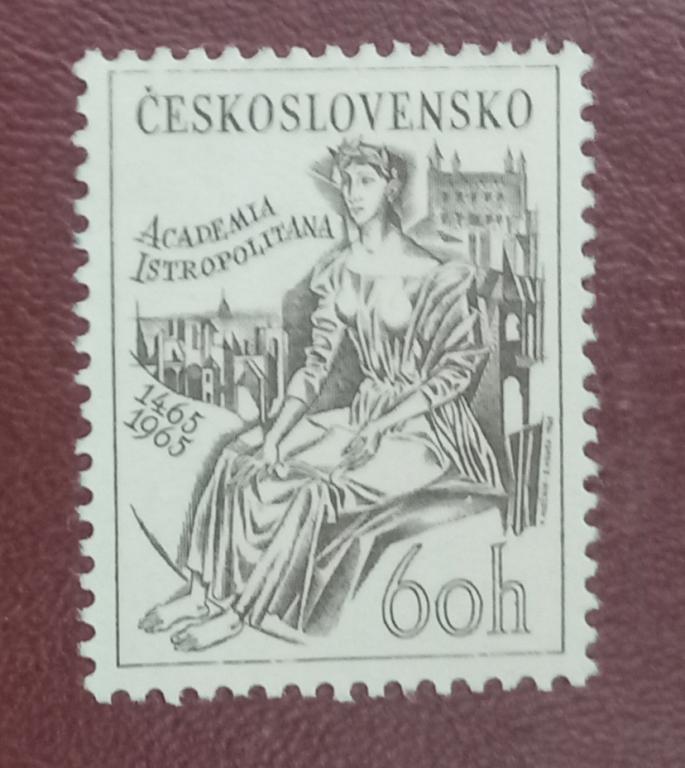 ČESKOSLOVENSKO
ACADEMIA
ISTROPOLITANA
1465
1965
60h